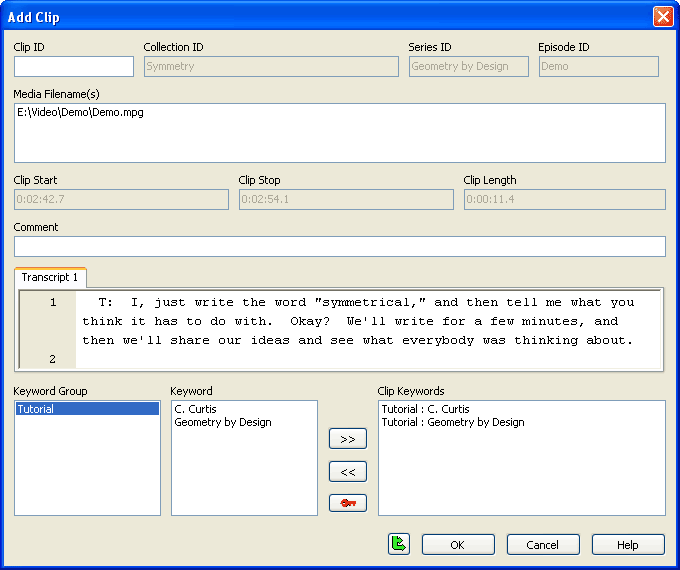 Add Clip
Clip ID Collection ID Series ID Episode ID
Symmetry Geometry by Design Demo
Media Filename(s)
E:\Video\Demo\Demo.mpg
Clip Start Clip Stop Clip Length
0:02:42.7 0:02:54.1 0:00:11.4
Comment
Transcript 1
1 T: I, just write the word "symmetrical," and then tell me what you
think it has to do with. Okay? We'll write for a few minutes, and
then we'll share our ideas and see what everybody was thinking about.
2
Keyword Group Keyword Clip Keywords
Tutorial C. Curtis Tutorial : C. Curtis
Geometry by Design Tutorial : Geometry by Design
>>
<<
OK Cancel Help